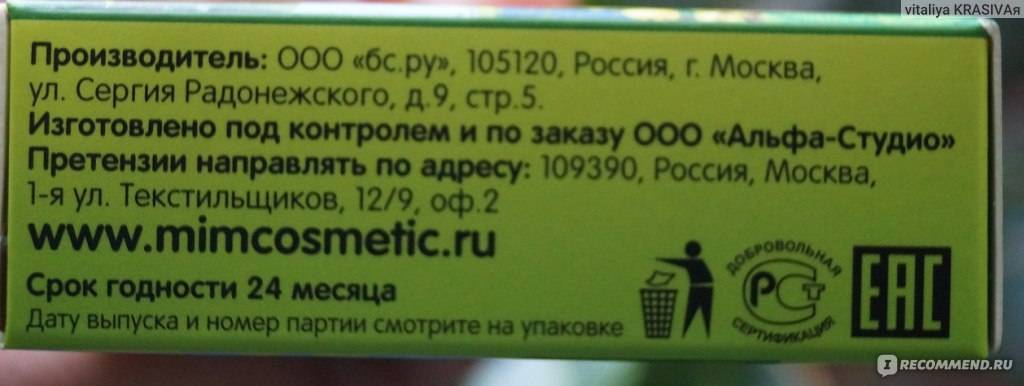 vitaliya KRASIVAя
Производитель: ООО «бс.ру», 105120, Россия, г. Москва,
ул. Сергия Радонежского, д.9, стр.5.
Изготовлено под контролем и по заказу ООО «Альфа-Студио»
Претензии направлять по адресу: 109390, Россия, Москва,
1-я ул. Текстильщиков, 12/9, оф.2
www.mimcosmetic.ru
Срок годности 24 месяца
Дату выпуска и номер партии смотрите на упаковке
ДОБРОВОЛЬНАЯ
РСТ
СЕРТИФИКАЦИЯ
ЕАС
I RECOMMEND.RU